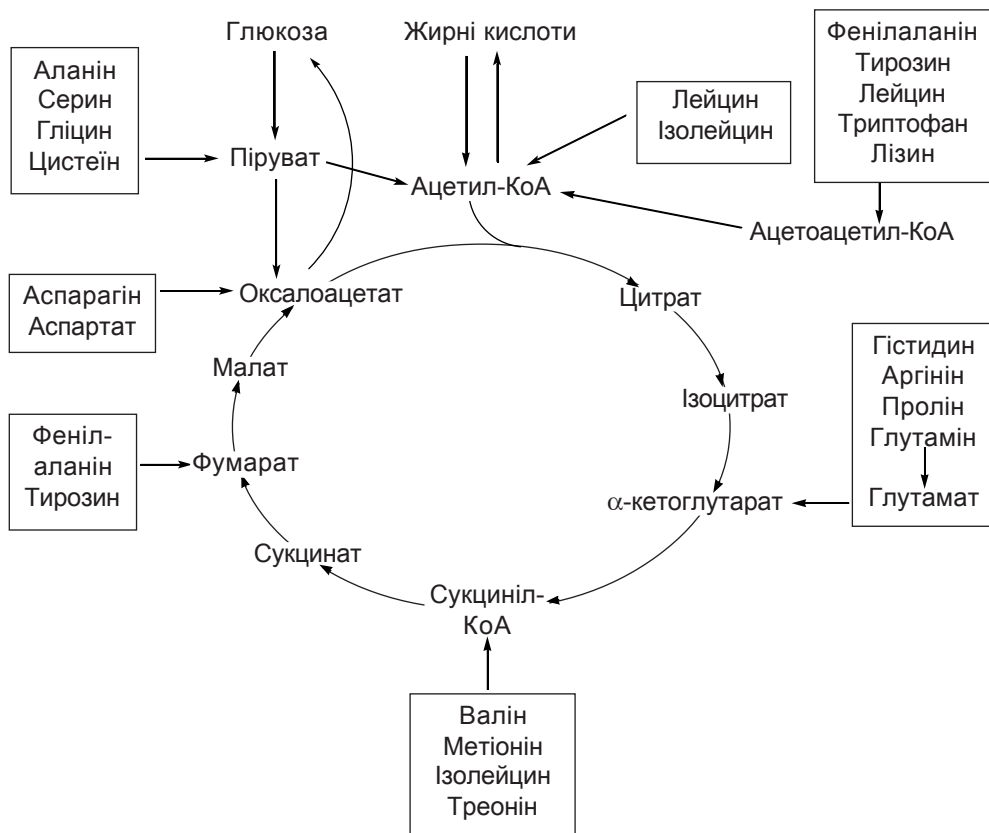 Глюкоза
Жирні кислоти
Фенілаланін
Тирозин
Лейцин
Триптофан
Лізин
Аланін
Серин
Гліцин
Цистеїн
Лейцин
Ізолейцин
Піруват
Ацетил-КоА
Ацетоацетил-КоА
Аспарагін
Аспартат
Оксалоацетат
Цитрат
Малат
Ізоцитрат
Гістидин
Аргінін
Пролін
Глутамін
Глутамат
Феніл-
аланін
Тирозин
Фумарат
α-кетоглутарат
Сукцинат
Сукциніл-
КоА
Валін
Метіонін
Ізолейцин
Треонін